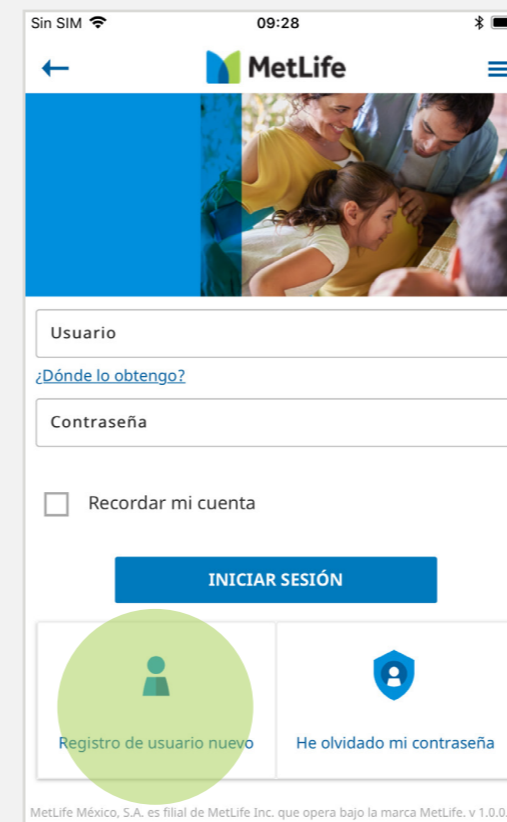 Sin SIM 09:28
MetLife
Usuario
¿Dónde lo obtengo?
Contraseña
Recordar mi cuenta
INICIAR SESIÓN
Registro de usuario nuevo He olvidado mi contraseña
MetLife México, S.A. es filial de MetLife Inc. que opera bajo la marca MetLife. v 1.0.0.